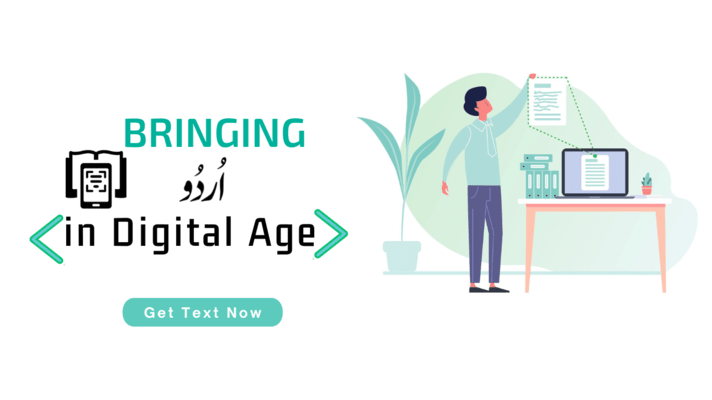 BRINGING
اُردُو
in Digital Age
Get Text Now